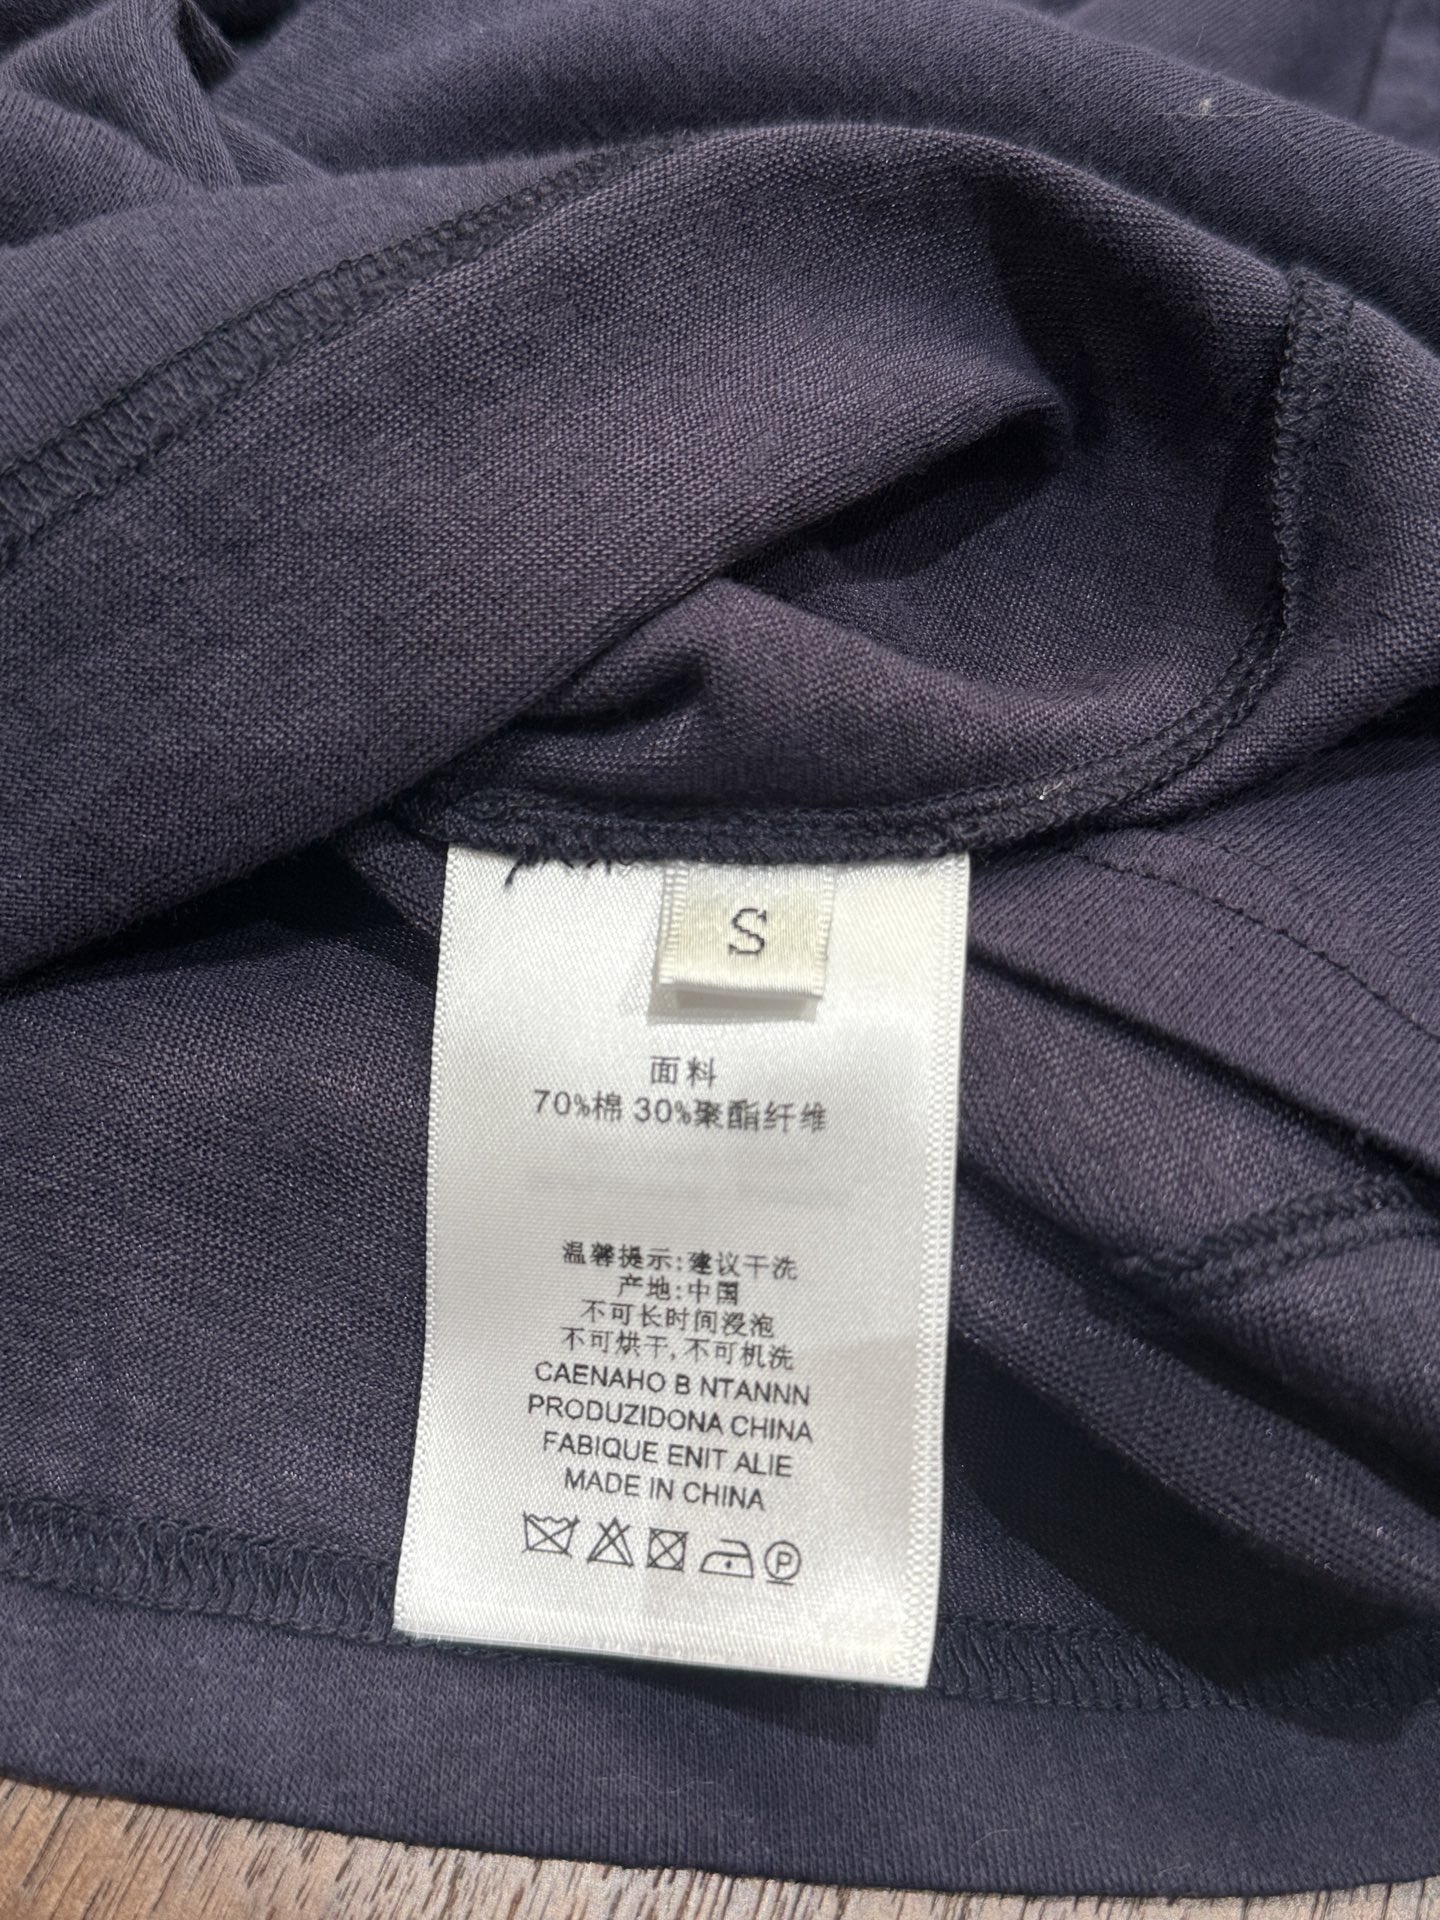 S
面料
70%棉 30%聚酯纤维
温馨提示:建议干洗
产地:中国
不可长时间浸泡
不可烘干,不可机洗
CAENAHO B NTANNN
PRODUZIDONA CHINA
FABIQUE ENIT ALIE
MADE IN CHINA
P